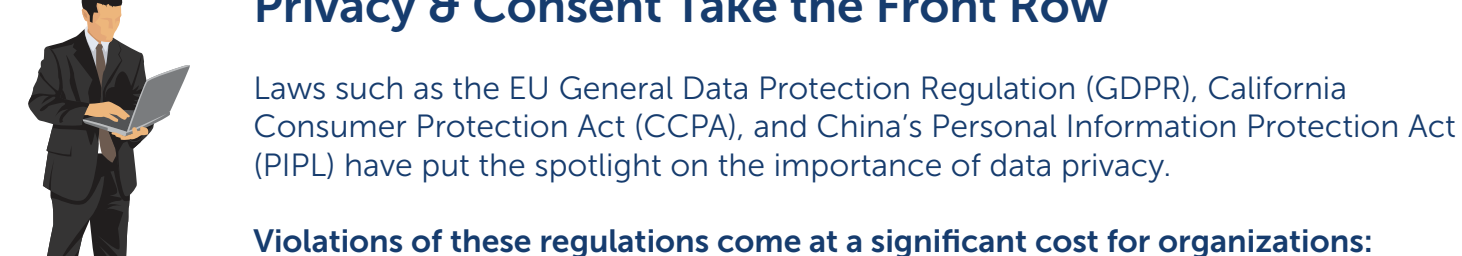 Privacy & Consent Take the Front Row
Laws such as the EU General Data Protection Regulation (GDPR), California
Consumer Protection Act (CCPA), and China’s Personal Information Protection Act
(PIPL) have put the spotlight on the importance of data privacy.
Violations of these regulations come at a significant cost for organizations: